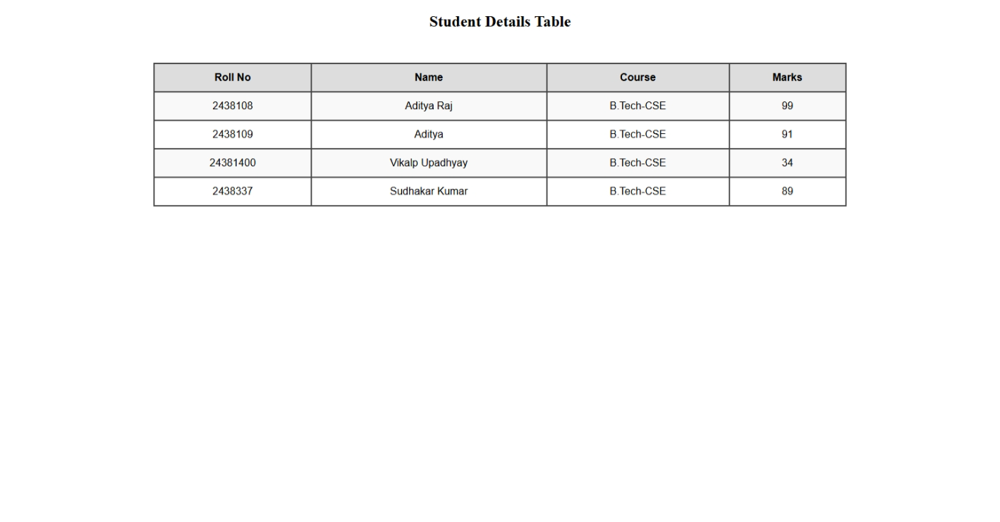 Student Details Table
Roll No Name Course Marks
2438108 Aditya Raj B.Tech-CSE 99
2438109 Aditya B.Tech-CSE 91
24381400 Vikalp Upadhyay B.Tech-CSE 34
2438337 Sudhakar Kumar B.Tech-CSE 89